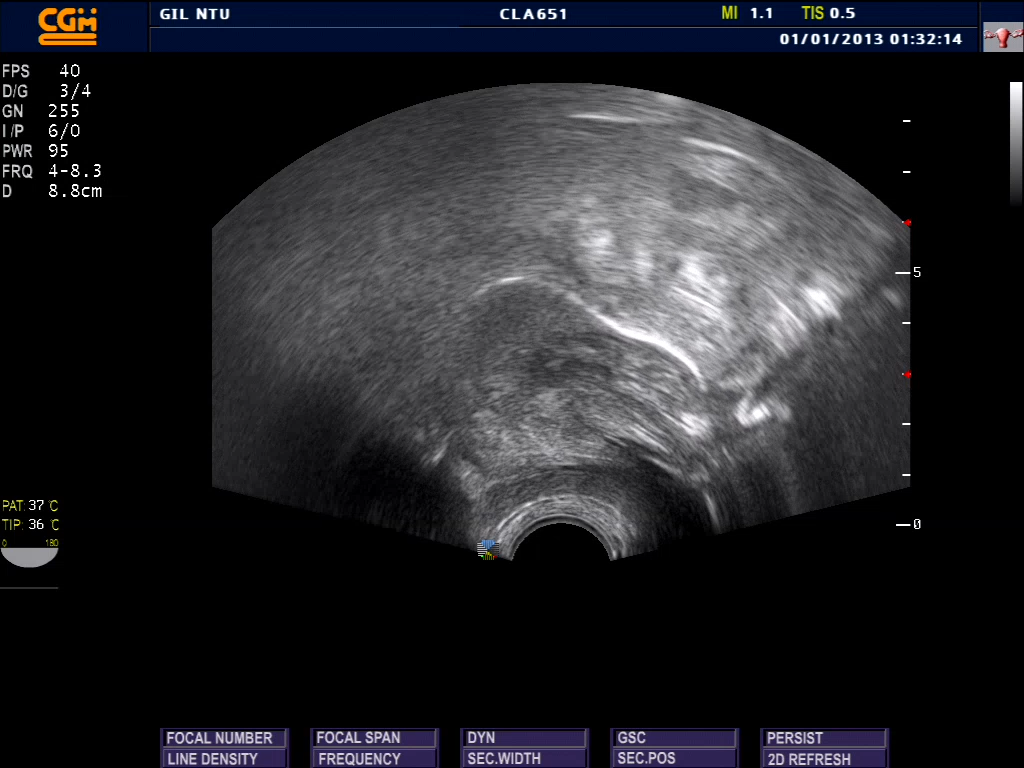 CGM
GIL NTU CLA651 MI 1.1 TIS 0.5
01/01/2013 01:32:14
FPS 40
D/G 3/4
GN 255
I/P 6/0
PWR 95
FRQ 4-8.3
D 8.8cm
5
PAT: 37 °C
TIP: 36 °C
0 180
0
FOCAL NUMBER FOCAL SPAN DYN GSC PERSIST
LINE DENSITY FREQUENCY SEC.WIDTH SEC.POS 2D REFRESH